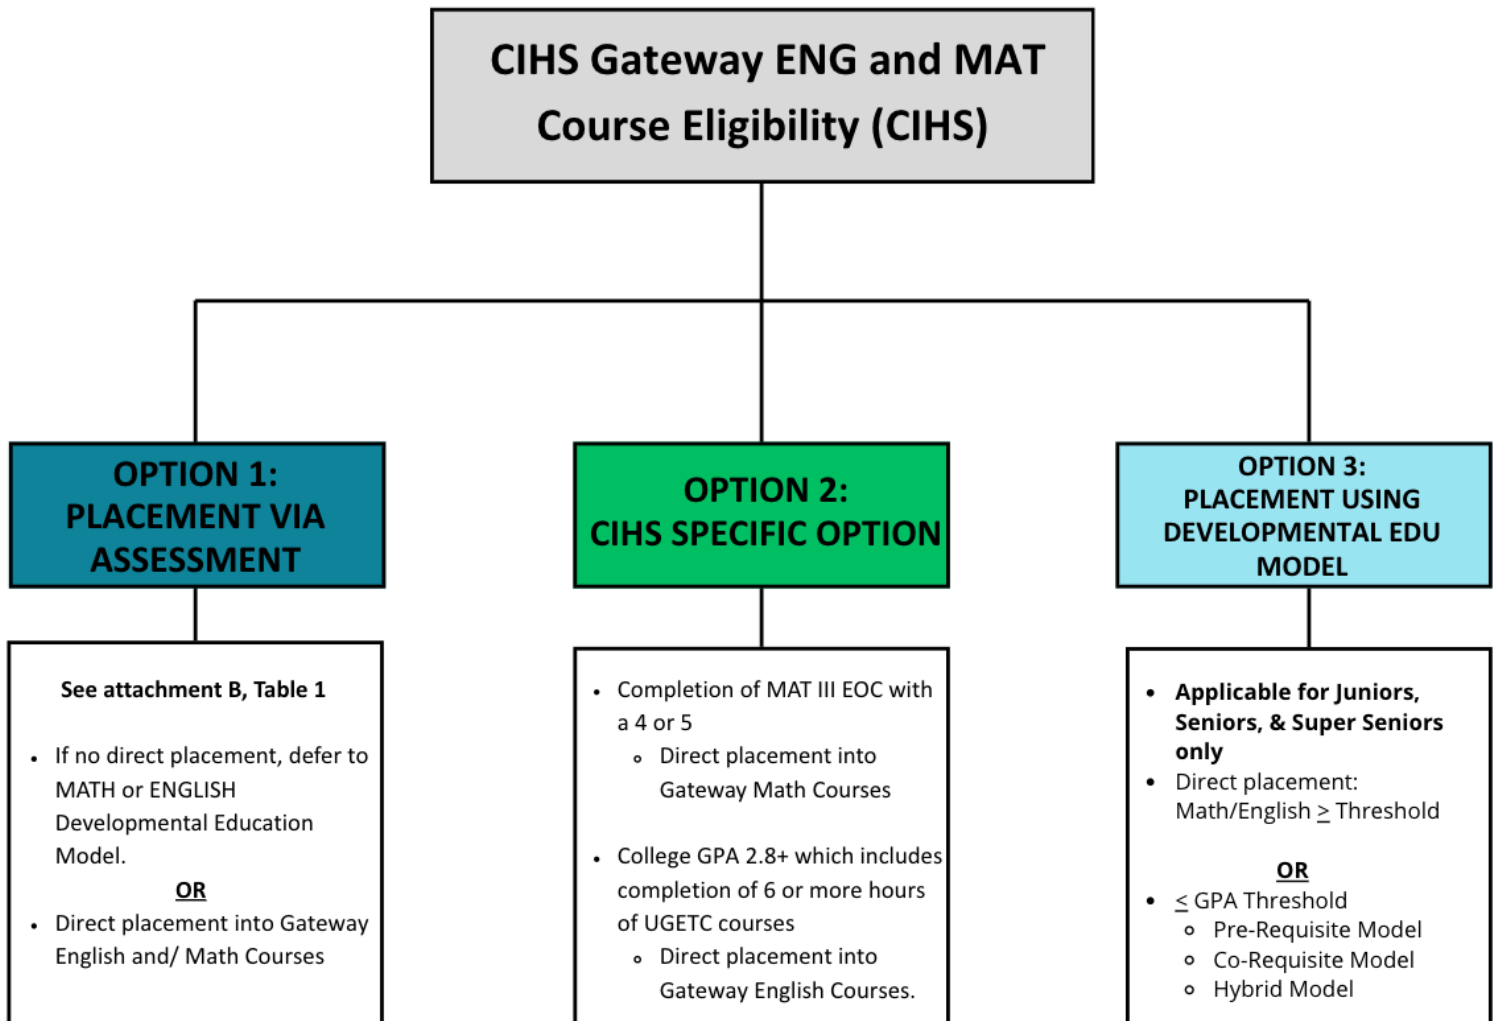 CIHS Gateway ENG and MAT
Course Eligibility (CIHS)
OPTION 1:
PLACEMENT VIA
ASSESSMENT
See attachment B, Table 1
• If no direct placement, defer to
MATH or ENGLISH
Developmental Education
Model.
OR
• Direct placement into Gateway
English and/ Math Courses
OPTION 2:
CIHS SPECIFIC OPTION
• Completion of MAT III EOC with
a 4 or 5
◦ Direct placement into
Gateway Math Courses
• College GPA 2.8+ which includes
completion of 6 or more hours
of UGETC courses
◦ Direct placement into
Gateway English Courses.
OPTION 3:
PLACEMENT USING
DEVELOPMENTAL EDU
MODEL
• Applicable for Juniors,
Seniors, & Super Seniors
only
• Direct placement:
Math/English ≥ Threshold
OR
• ≤ GPA Threshold
◦ Pre-Requisite Model
◦ Co-Requisite Model
◦ Hybrid Model